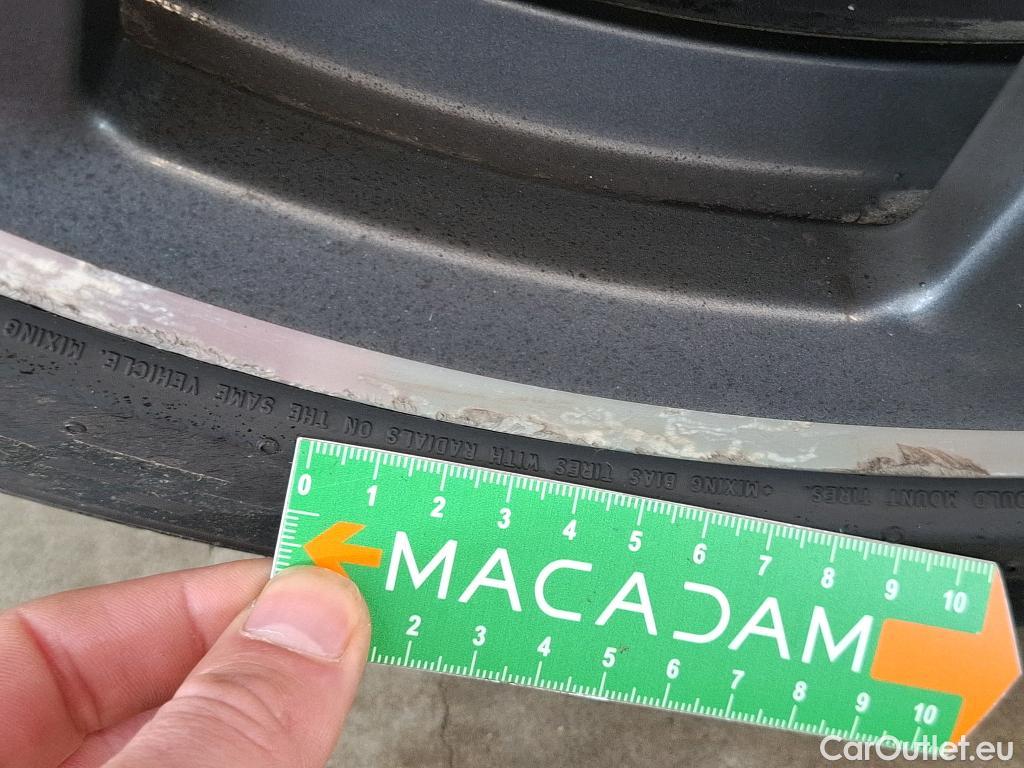 OULD MOUNT TIRES. +MIXING BIAS TIRES WITH RADIALS ON THE SAME VEHICLE. MIXING
0 1 2 3 4 5 6 7 8 9 10
MACADAM
2 3 4 5 6 7 8 9 10
CarOutlet.eu